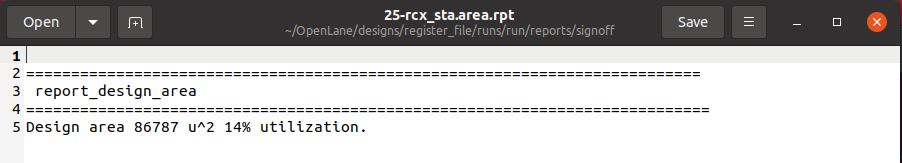 Open
25-rcx_sta.area.rpt
~/OpenLane/designs/register_file/runs/run/reports/signoff
Save
1
2 ===========================================================================
3  report_design_area
4 ============================================================================
5 Design area 86787 u^2 14% utilization.